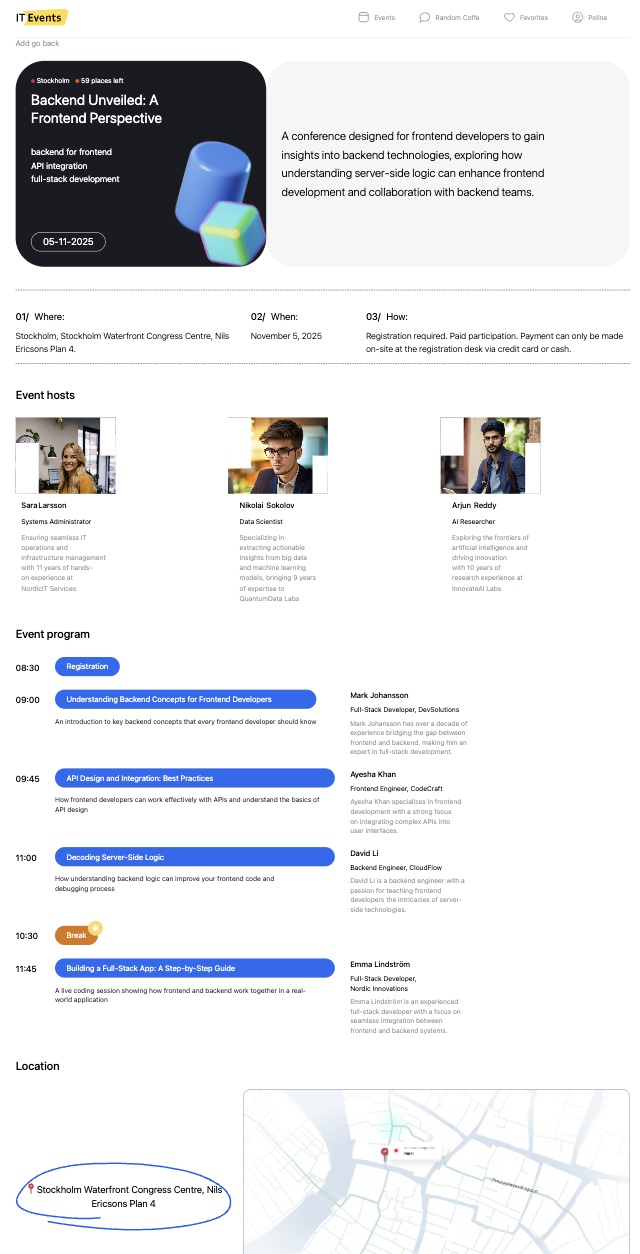 IT Events
Events
Random Coffe
Favorites
Polina
Add go back
Stockholm
59 places left
Backend Unveiled: A
Frontend Perspective
backend for frontend
API integration
full-stack development
05-11-2025
A conference designed for frontend developers to gain
insights into backend technologies, exploring how
understanding server-side logic can enhance frontend
development and collaboration with backend teams.
01/ Where:
Stockholm, Stockholm Waterfront Congress Centre, Nils
Ericsons Plan 4.
02/ When:
November 5, 2025
03/ How:
Registration required. Paid participation. Payment can only be made
on-site at the registration desk via credit card or cash.
Event hosts
Sara Larsson
Systems Administrator
Ensuring seamless IT
operations and
infrastructure management
with 11 years of hands-
on experience at
NordicIT Services
Nikolai Sokolov
Data Scientist
Specializing in
extracting actionable
insights from big data
and machine learning
models, bringing 9 years
of expertise to
QuantumData Labs
Arjun Reddy
AI Researcher
Exploring the frontiers of
artificial intelligence and
driving innovation
with 10 years of
research experience at
InnovateAI Labs
Event program
08:30
Registration
09:00
Understanding Backend Concepts for Frontend Developers
An introduction to key backend concepts that every frontend developer should know
Mark Johansson
Full-Stack Developer, DevSolutions
Mark Johansson has over a decade of
experience bridging the gap between
frontend and backend, making him an
expert in full-stack development.
09:45
API Design and Integration: Best Practices
How frontend developers can work effectively with APIs and understand the basics of
API design
Ayesha Khan
Frontend Engineer, CodeCraft
Ayesha Khan specializes in frontend
development with a strong focus
on integrating complex APIs into
user interfaces.
11:00
Decoding Server-Side Logic
How understanding backend logic can improve your frontend code and
debugging process
David Li
Backend Engineer, CloudFlow
David Li is a backend engineer with a
passion for teaching frontend
developers the intricacies of server-
side technologies.
10:30
Break
11:45
Building a Full-Stack App: A Step-by-Step Guide
A live coding session showing how frontend and backend work together in a real-
world application
Emma Lindström
Full-Stack Developer,
Nordic Innovations
Emma Lindström is an experienced
full-stack developer with a focus on
seamless integration between
frontend and backend systems.
Location
Stockholm Waterfront Congress Centre, Nils
Ericsons Plan 4